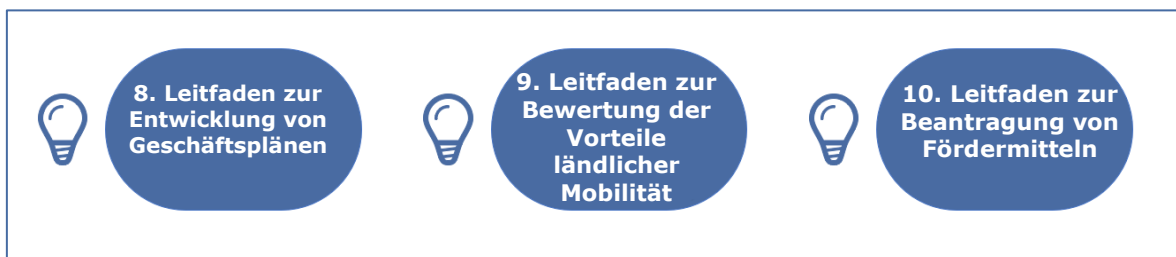 8. Leitfaden zur
Entwicklung von
Geschäftsplänen
9. Leitfaden zur
Bewertung der
Vorteile
ländlicher
Mobilität
10. Leitfaden zur
Beantragung von
Fördermitteln